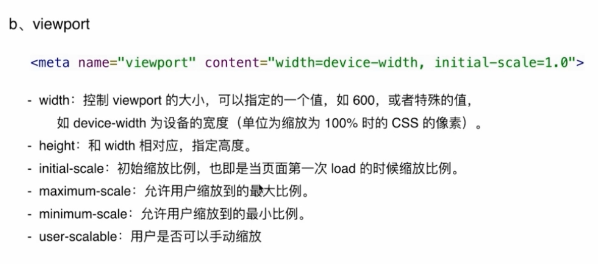 b、viewport
<meta name="viewport" content="width=device-width, initial-scale=1.0">
- width：控制 viewport 的大小，可以指定的一个值，如 600，或者特殊的值，
如 device-width 为设备的宽度（单位为缩放为 100% 时的 CSS 的像素）。
- height：和 width 相对应，指定高度。
- initial-scale：初始缩放比例，也即是当页面第一次 load 的时候缩放比例。
- maximum-scale：允许用户缩放到的最大比例。
- minimum-scale：允许用户缩放到的最小比例。
- user-scalable：用户是否可以手动缩放